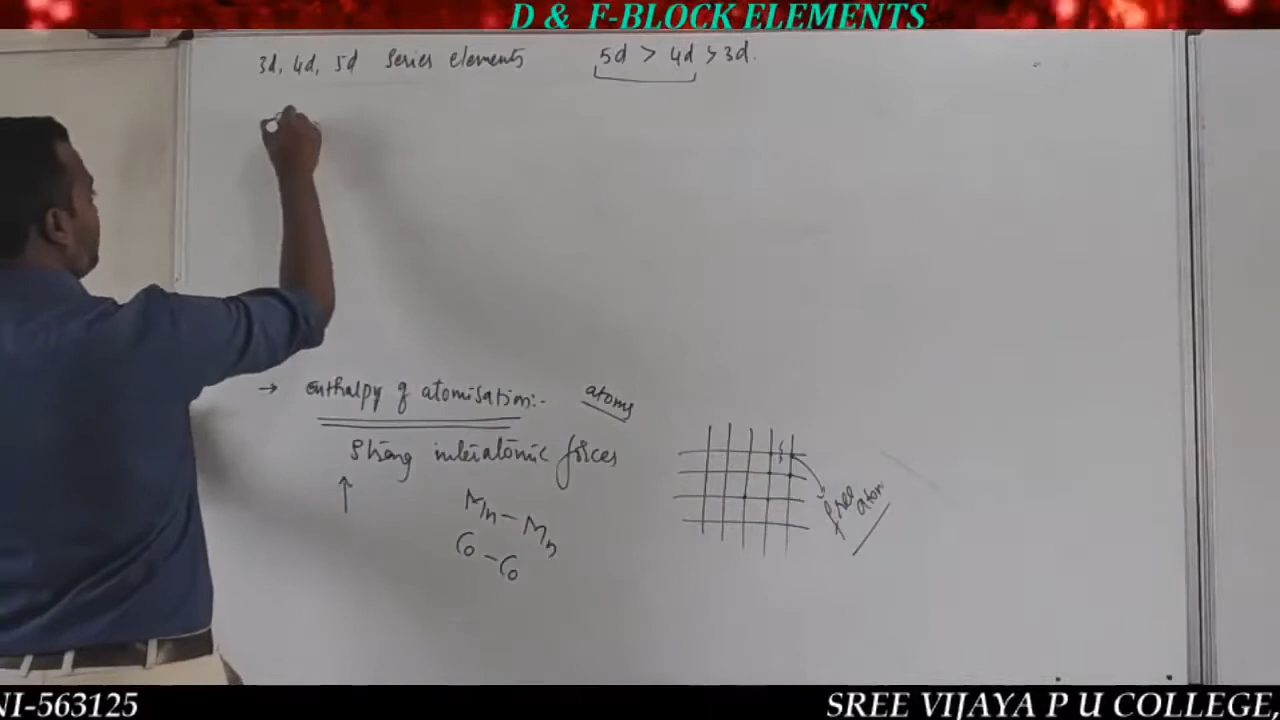 D & F-BLOCK ELEMENTS
3d, 4d, 5d Series elements 5d > 4d > 3d.
→ enthalpy of atomisation:- atoms
Strong interatomic forces
↑
Mn - Mn
Co - Co
free atom
NI-563125
SREE VIJAYA P U COLLEGE,